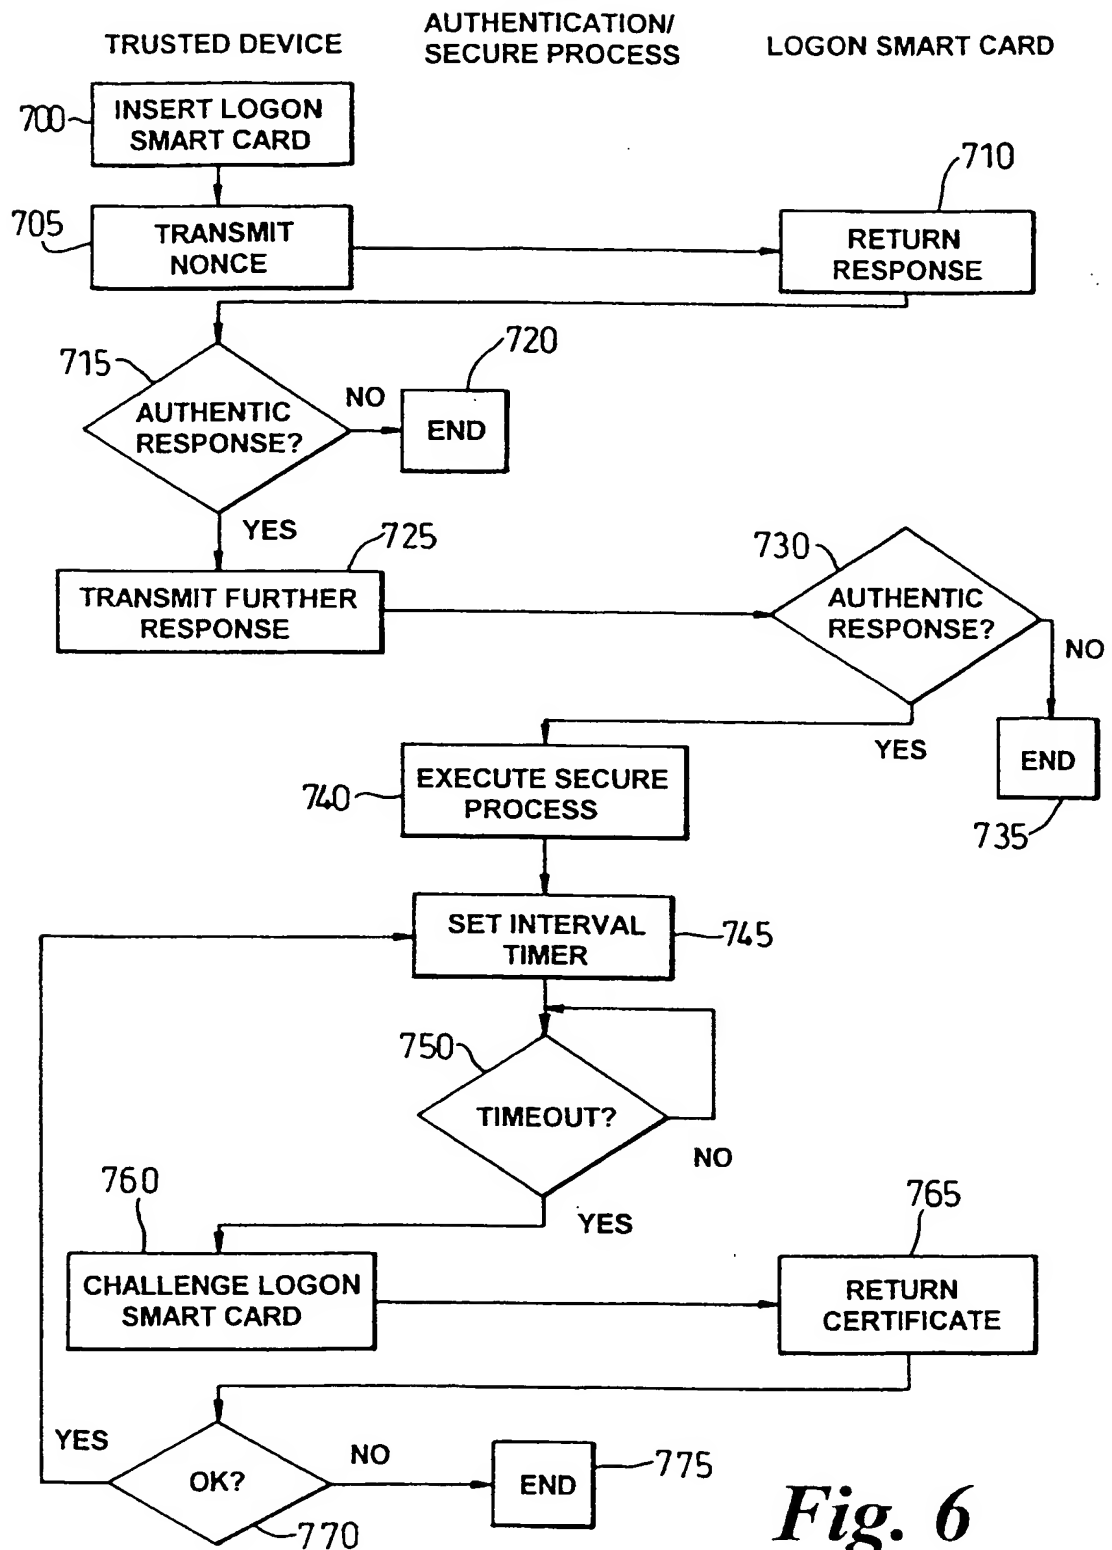 TRUSTED DEVICE
AUTHENTICATION/
SECURE PROCESS
LOGON SMART CARD
700
INSERT LOGON
SMART CARD
705
TRANSMIT
NONCE
710
RETURN
RESPONSE
715
AUTHENTIC
RESPONSE?
NO
720
END
YES
725
TRANSMIT FURTHER
RESPONSE
730
AUTHENTIC
RESPONSE?
NO
YES
END
735
740
EXECUTE SECURE
PROCESS
SET INTERVAL
TIMER
745
750
TIMEOUT?
NO
YES
760
CHALLENGE LOGON
SMART CARD
765
RETURN
CERTIFICATE
YES
OK?
770
NO
END
775
Fig. 6